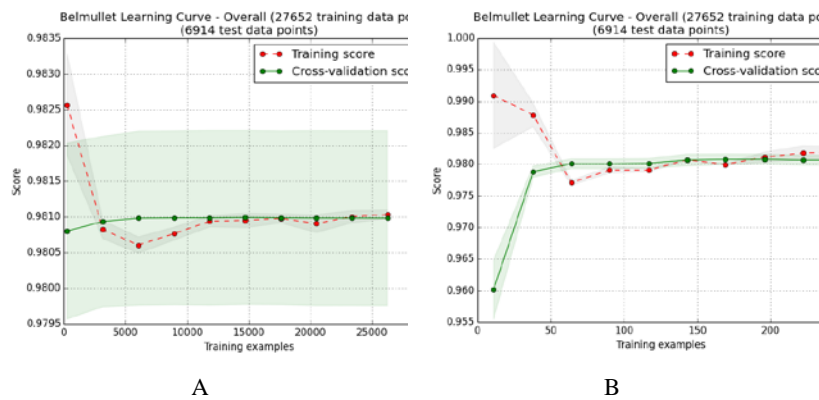 Belmullet Learning Curve - Overall (27652 training data po
(6914 test data points)
0.9835
0.9830
0.9825
0.9820
0.9815
0.9810
0.9805
0.9800
0.9795
Score
Training score
Cross-validation sco
0
5000
10000
15000
20000
25000
Training examples
A
Belmullet Learning Curve - Overall (27652 training data po
(6914 test data points)
1.000
0.995
0.990
0.985
0.980
0.975
0.970
0.965
0.960
0.955
Score
Training score
Cross-validation sco
0
50
100
150
200
Training examples
B